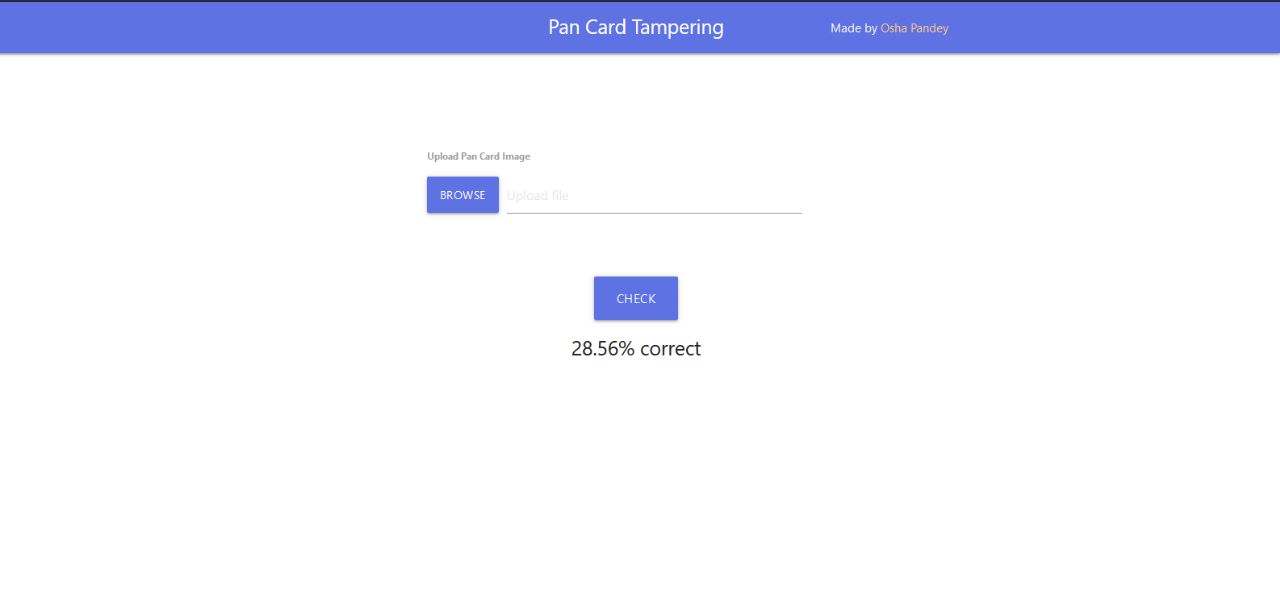 Pan Card Tampering
Made by Osha Pandey
Upload Pan Card Image
BROWSE
Upload file
CHECK
28.56% correct